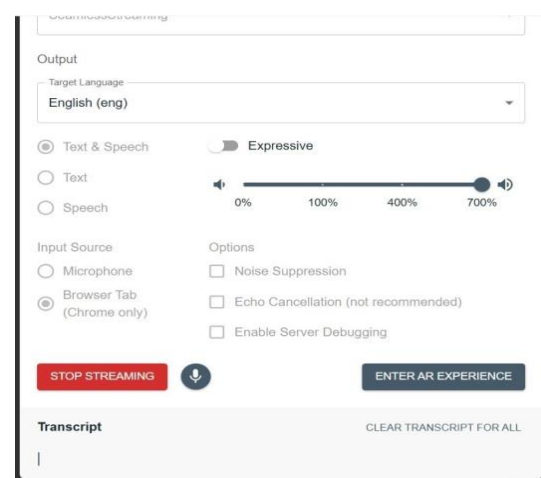 SeamlessStreaming
Output
Target Language
English (eng)
Text & Speech
Expressive
Text
Speech
0% 100% 400% 700%
Input Source
Options
Microphone
Noise Suppression
Browser Tab
(Chrome only)
Echo Cancellation (not recommended)
Enable Server Debugging
STOP STREAMING
ENTER AR EXPERIENCE
Transcript
CLEAR TRANSCRIPT FOR ALL